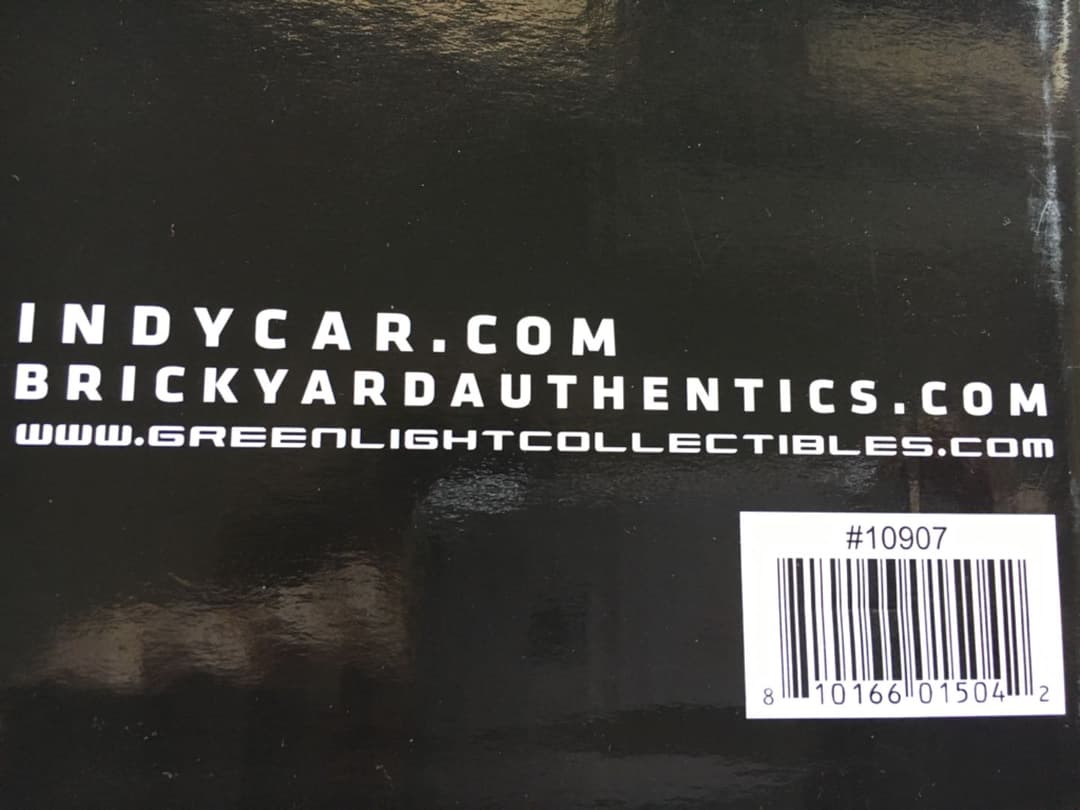 INDYCAR.COM
BRICKYARDAUTHENTICS.COM
WWW.GREENLIGHTCOLLECTIBLES.COM
#10907
8 10166 01504 2